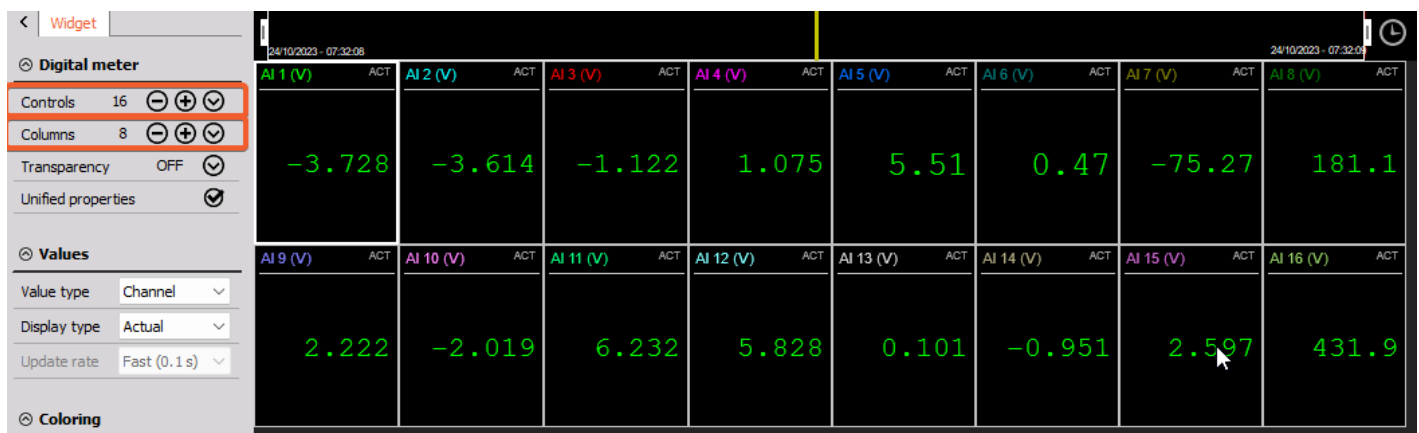 Widget
Digital meter
Controls 16
Columns 8
Transparency OFF
Unified properties
Values
Value type Channel
Display type Actual
Update rate Fast (0.1 s)
Coloring
24/10/2023 - 07:32:08
24/10/2023 - 07:32:09
AI 1 (V) ACT AI 2 (V) ACT AI 3 (V) ACT AI 4 (V) ACT AI 5 (V) ACT AI 6 (V) ACT AI 7 (V) ACT AI 8 (V) ACT
-3.728 -3.614 -1.122 1.075 5.51 0.47 -75.27 181.1
AI 9 (V) ACT AI 10 (V) ACT AI 11 (V) ACT AI 12 (V) ACT AI 13 (V) ACT AI 14 (V) ACT AI 15 (V) ACT AI 16 (V) ACT
2.222 -2.019 6.232 5.828 0.101 -0.951 2.597 431.9